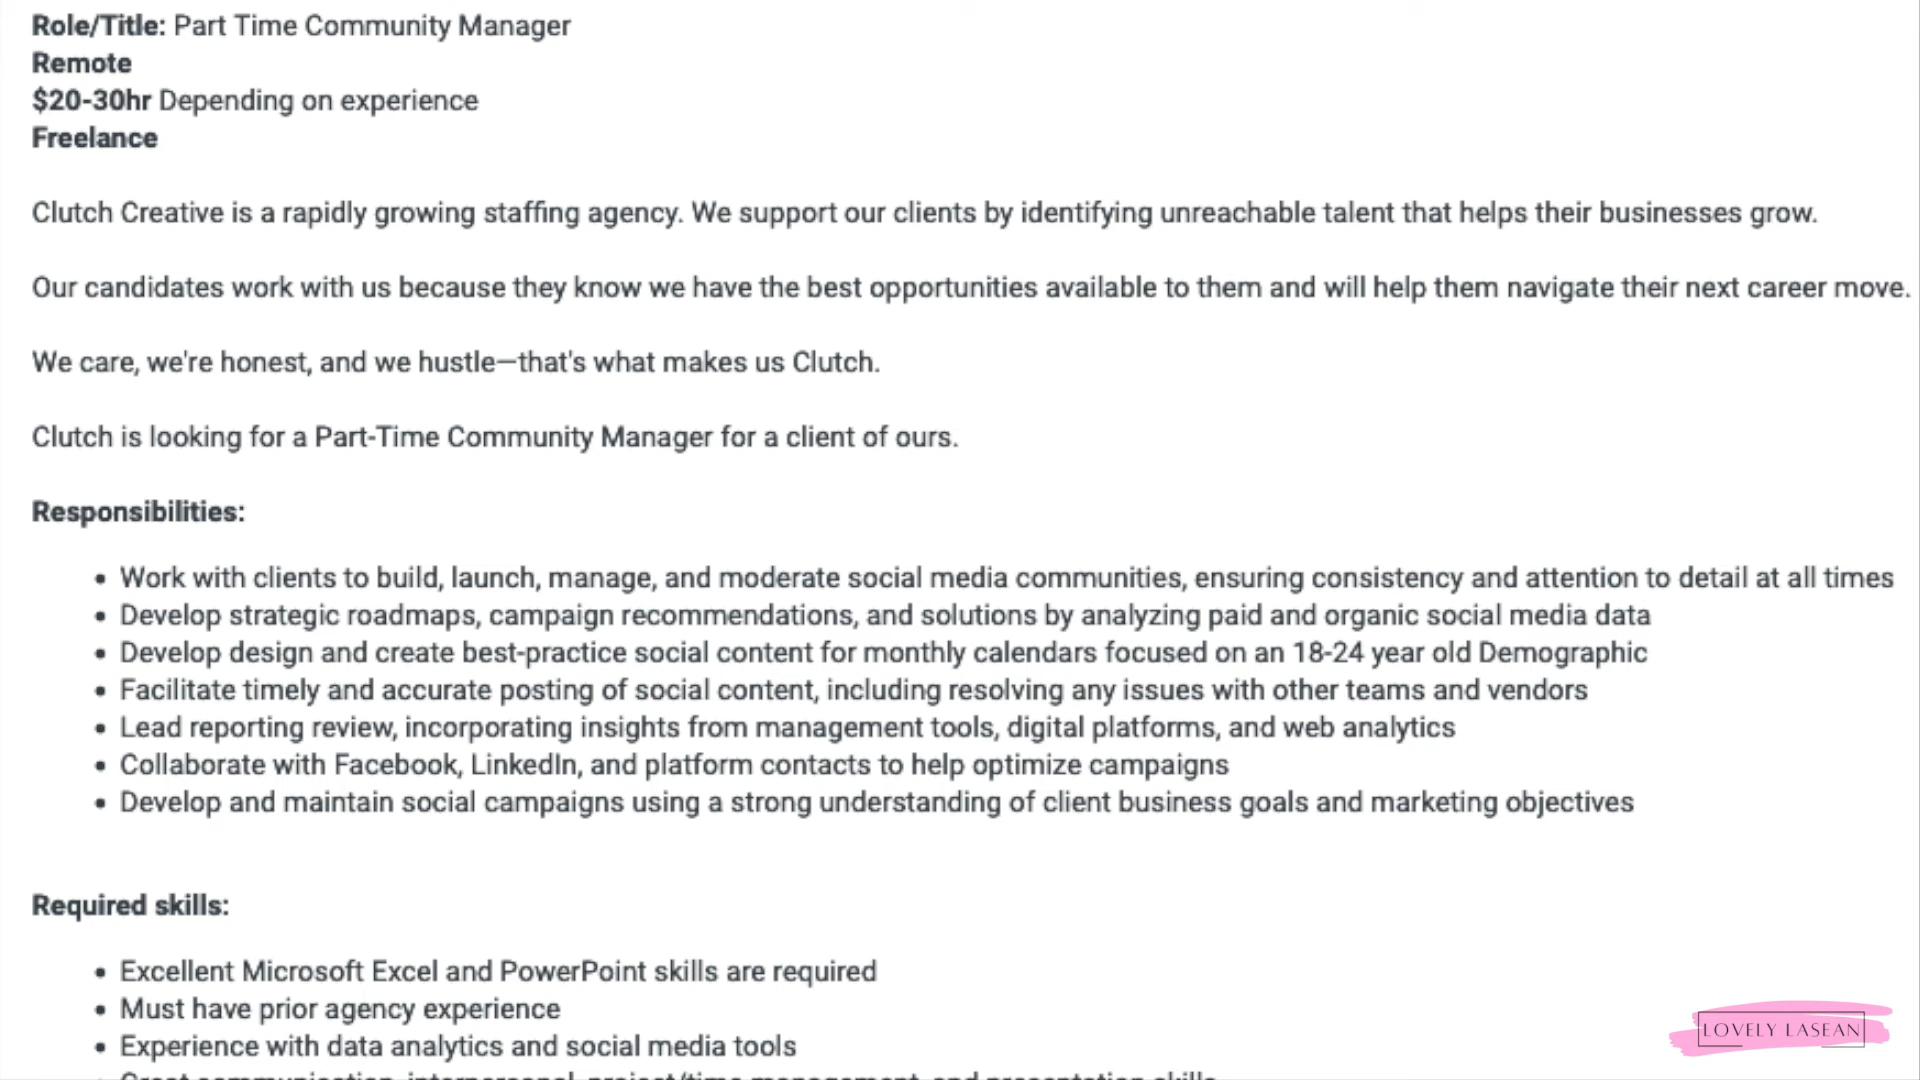 Role/Title: Part Time Community Manager
Remote
$20-30hr Depending on experience
Freelance
Clutch Creative is a rapidly growing staffing agency. We support our clients by identifying unreachable talent that helps their businesses grow.
Our candidates work with us because they know we have the best opportunities available to them and will help them navigate their next career move.
We care, we're honest, and we hustle—that's what makes us Clutch.
Clutch is looking for a Part-Time Community Manager for a client of ours.
Responsibilities:
• Work with clients to build, launch, manage, and moderate social media communities, ensuring consistency and attention to detail at all times
• Develop strategic roadmaps, campaign recommendations, and solutions by analyzing paid and organic social media data
• Develop design and create best-practice social content for monthly calendars focused on an 18-24 year old Demographic
• Facilitate timely and accurate posting of social content, including resolving any issues with other teams and vendors
• Lead reporting review, incorporating insights from management tools, digital platforms, and web analytics
• Collaborate with Facebook, LinkedIn, and platform contacts to help optimize campaigns
• Develop and maintain social campaigns using a strong understanding of client business goals and marketing objectives
Required skills:
• Excellent Microsoft Excel and PowerPoint skills are required
• Must have prior agency experience
• Experience with data analytics and social media tools
• Great communication, interpersonal, project/time management, and presentation skills
LOVELY LASEAN